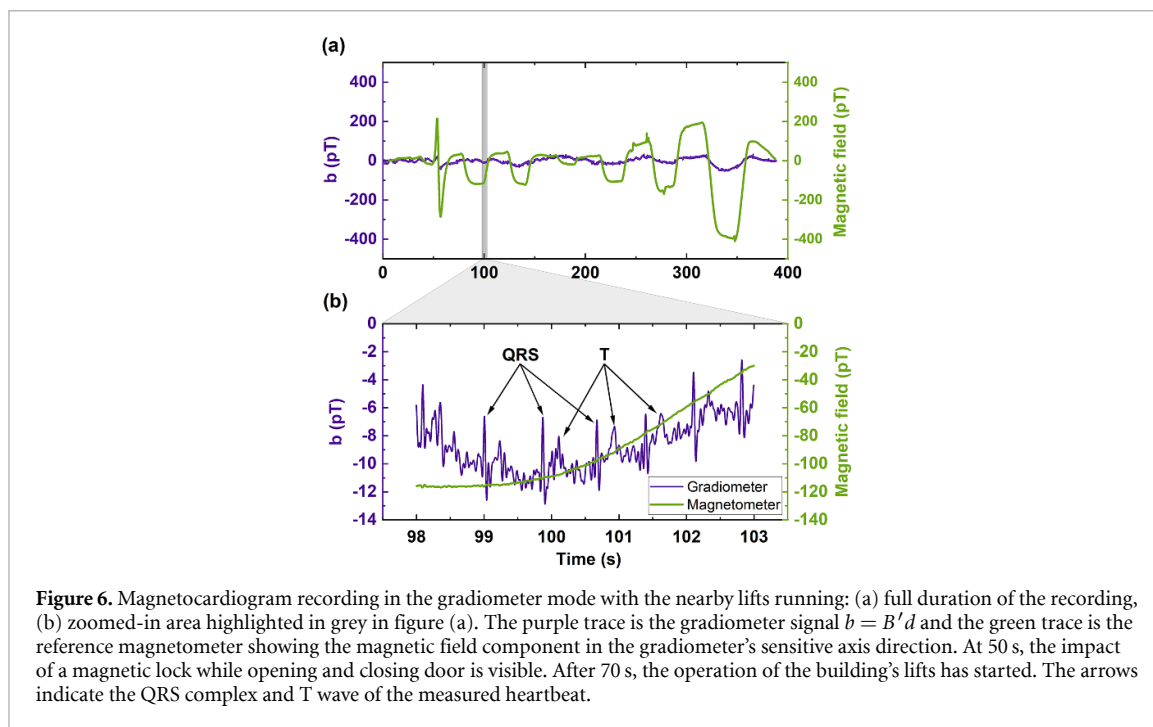 (a)
400
200
0
-200
-400
b (pT)
400
200
0
-200
-400
Magnetic field (pT)
0 100 200 300 400
(b)
0
-2
-4
-6
-8
-10
-12
-14
b (pT)
QRS T
0
-20
-40
-60
-80
-100
-120
-140
Magnetic field (pT)
Gradiometer
Magnetometer
98 99 100 101 102 103
Time (s)
Figure 6. Magnetocardiogram recording in the gradiometer mode with the nearby lifts running: (a) full duration of the recording,
(b) zoomed-in area highlighted in grey in figure (a). The purple trace is the gradiometer signal b = B′d and the green trace is the
reference magnetometer showing the magnetic field component in the gradiometer's sensitive axis direction. At 50 s, the impact
of a magnetic lock while opening and closing door is visible. After 70 s, the operation of the building's lifts has started. The arrows
indicate the QRS complex and T wave of the measured heartbeat.